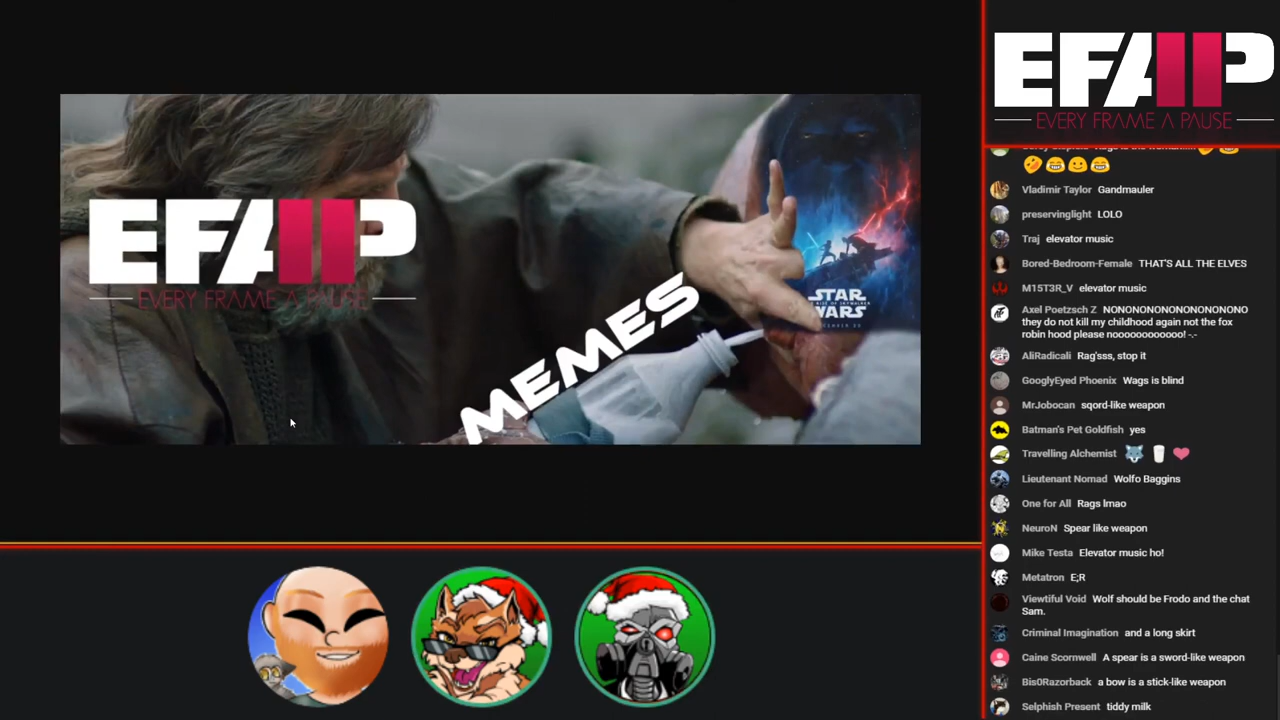 EFAP
EVERY FRAME A PAUSE
MEMES
STAR
WARS
EFAP
EVERY FRAME A PAUSE
Vladimir Taylor Gandmauler
preservinglight LOLO
Traj elevator music
Bored-Bedroom-Female THAT'S ALL THE ELVES
M15T3R_V elevator music
Axel Poetzsch Z NONONONONONONONONONO
they do not kill my childhood again not the fox
robin hood please noooooooooooo! -.-
AliRadicali Rag'sss, stop it
GooglyEyed Phoenix Wags is blind
MrJobocan sqord-like weapon
Batman's Pet Goldfish yes
Travelling Alchemist 🐺 🥛 ❤
Lieutenant Nomad Wolfo Baggins
One for All Rags lmao
NeuroN Spear like weapon
Mike Testa Elevator music ho!
Metatron E;R
Viewtiful Void Wolf should be Frodo and the chat
Sam.
Criminal Imagination and a long skirt
Caine Scornwell A spear is a sword-like weapon
Bis0Razorback a bow is a stick-like weapon
Selphish Present tiddy milk